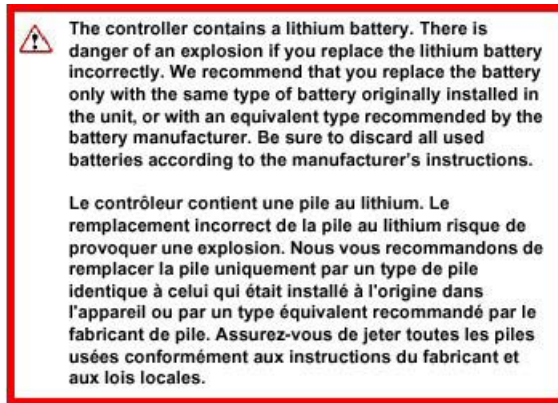 The controller contains a lithium battery. There is
danger of an explosion if you replace the lithium battery
incorrectly. We recommend that you replace the battery
only with the same type of battery originally installed in
the unit, or with an equivalent type recommended by the
battery manufacturer. Be sure to discard all used
batteries according to the manufacturer's instructions.
Le contrôleur contient une pile au lithium. Le
remplacement incorrect de la pile au lithium risque de
provoquer une explosion. Nous vous recommandons de
remplacer la pile uniquement par un type de pile
identique à celui qui était installé à l'origine dans
l'appareil ou par un type équivalent recommandé par le
fabricant de pile. Assurez-vous de jeter toutes les piles
usées conformément aux instructions du fabricant et
aux lois locales.